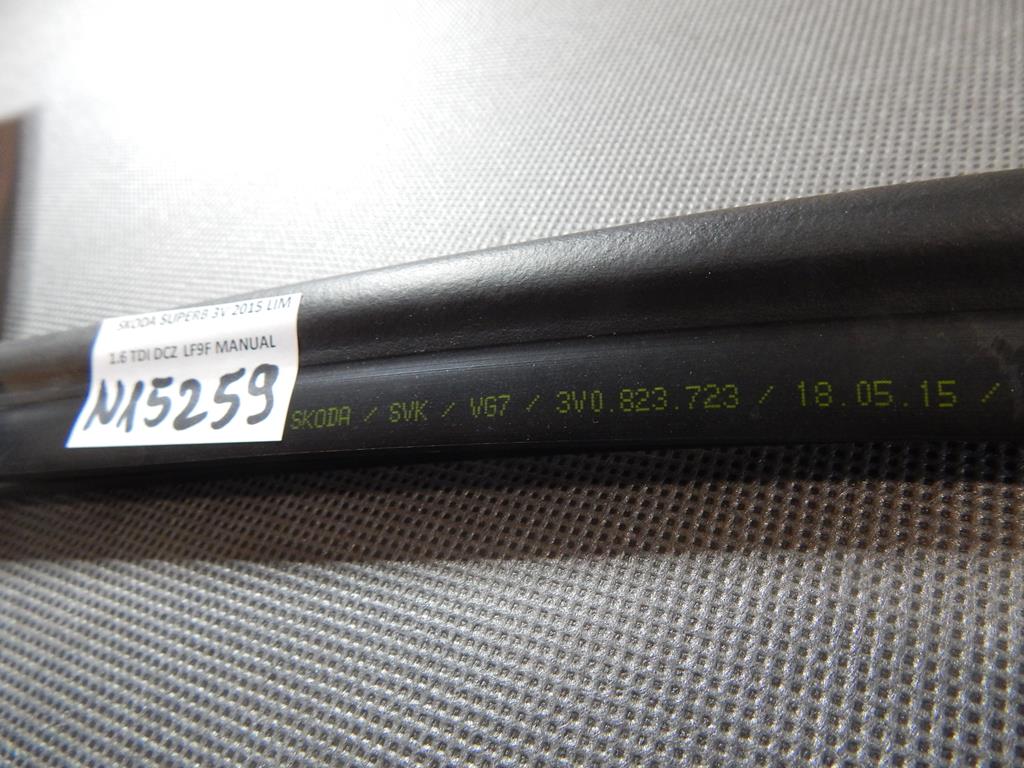 SKODA SUPERB 3V 2015 LIM
1.6 TDI DCZ LF9F MANUAL
N15259
SKODA / SVK / VG7 / 3V0.823.723 / 18.05.15 /